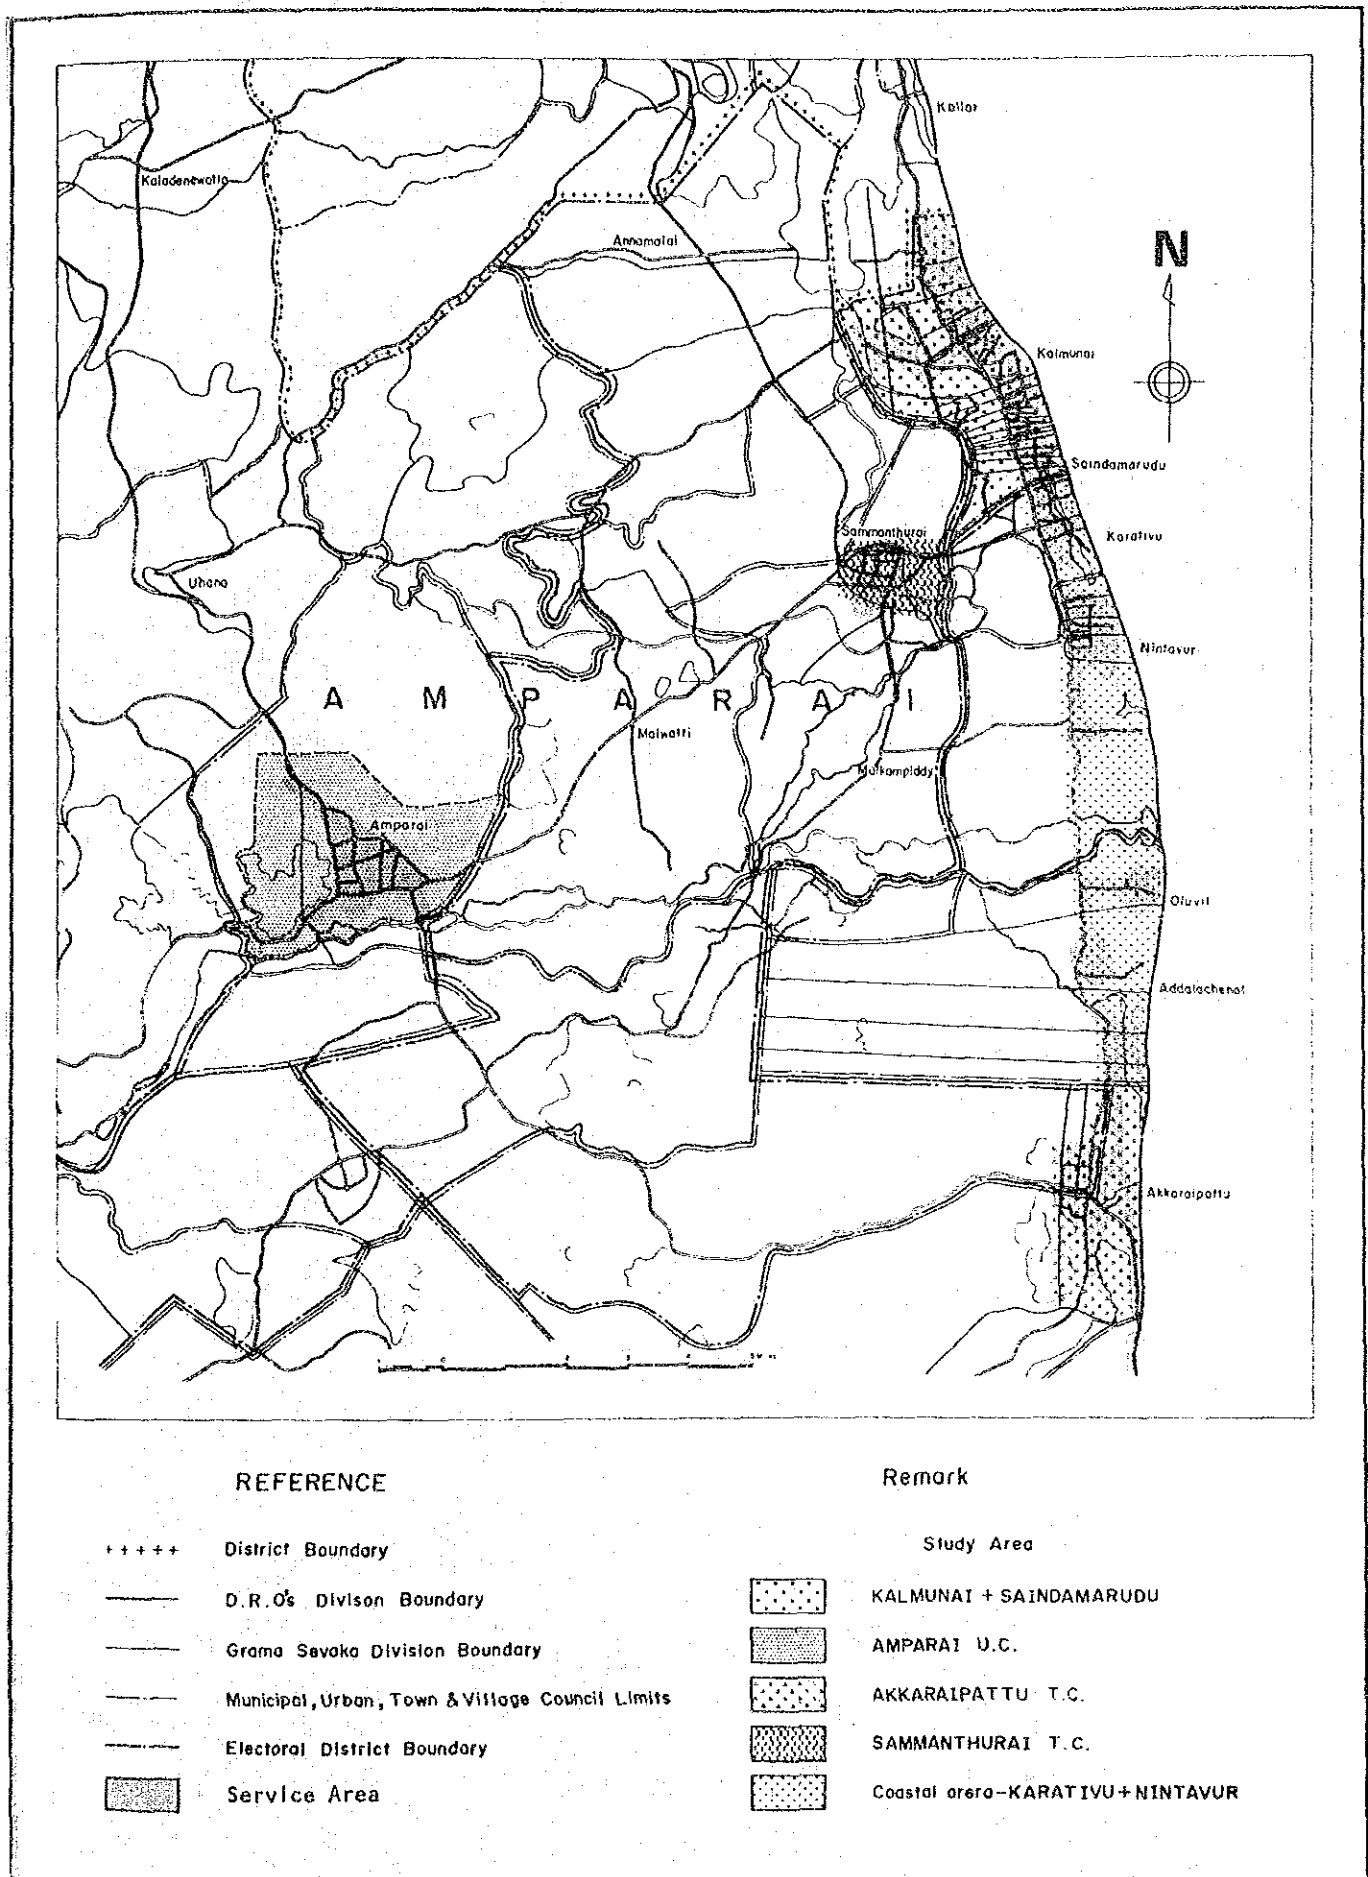 Kallar
Kaladenewatta
Annamalai
N
Kalmunai
Saindamarudu
Sammanthurai
Karativu
Uhana
Nintavur
A M P A R A I
Malwatti
Malkampiddy
Amparai
Oluvil
Addalachenai
Akkaraipattu
REFERENCE
+++++ District Boundary
D.R.O's Divison Boundary
Grama Sevaka Division Boundary
Municipal, Urban, Town & Village Council Limits
Electoral District Boundary
Service Area
Remark
Study Area
KALMUNAI + SAINDAMARUDU
AMPARAI U.C.
AKKARAIPATTU T.C.
SAMMANTHURAI T.C.
Coastal arera-KARATIVU+NINTAVUR